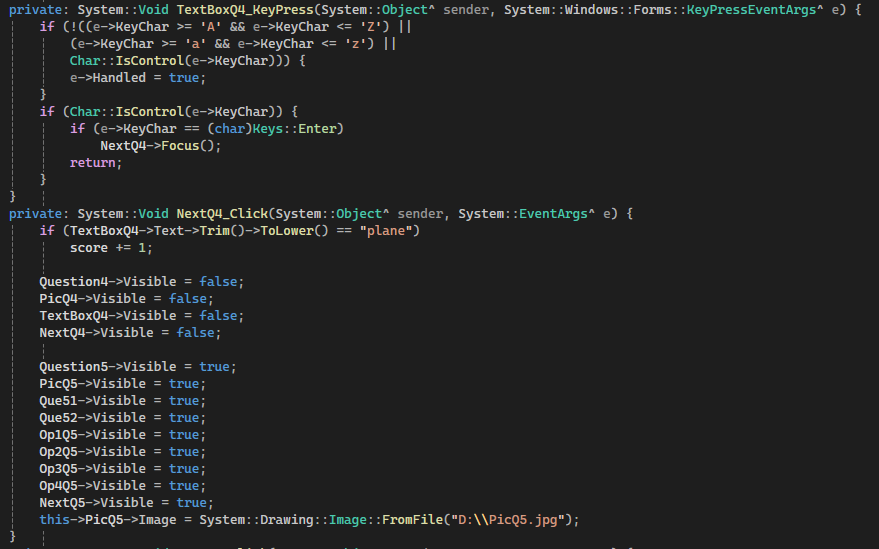 private: System::Void TextBoxQ4_KeyPress(System::Object^ sender, System::Windows::Forms::KeyPressEventArgs^ e) {
    if (!((e->KeyChar >= 'A' && e->KeyChar <= 'Z') ||
        (e->KeyChar >= 'a' && e->KeyChar <= 'z') ||
        Char::IsControl(e->KeyChar))) {
        e->Handled = true;
    }
    if (Char::IsControl(e->KeyChar)) {
        if (e->KeyChar == (char)Keys::Enter)
            NextQ4->Focus();
        return;
    }
}
private: System::Void NextQ4_Click(System::Object^ sender, System::EventArgs^ e) {
    if (TextBoxQ4->Text->Trim()->ToLower() == "plane")
        score += 1;

    Question4->Visible = false;
    PicQ4->Visible = false;
    TextBoxQ4->Visible = false;
    NextQ4->Visible = false;

    Question5->Visible = true;
    PicQ5->Visible = true;
    Que51->Visible = true;
    Que52->Visible = true;
    Op1Q5->Visible = true;
    Op2Q5->Visible = true;
    Op3Q5->Visible = true;
    Op4Q5->Visible = true;
    NextQ5->Visible = true;
    this->PicQ5->Image = System::Drawing::Image::FromFile("D:\\PicQ5.jpg");
}